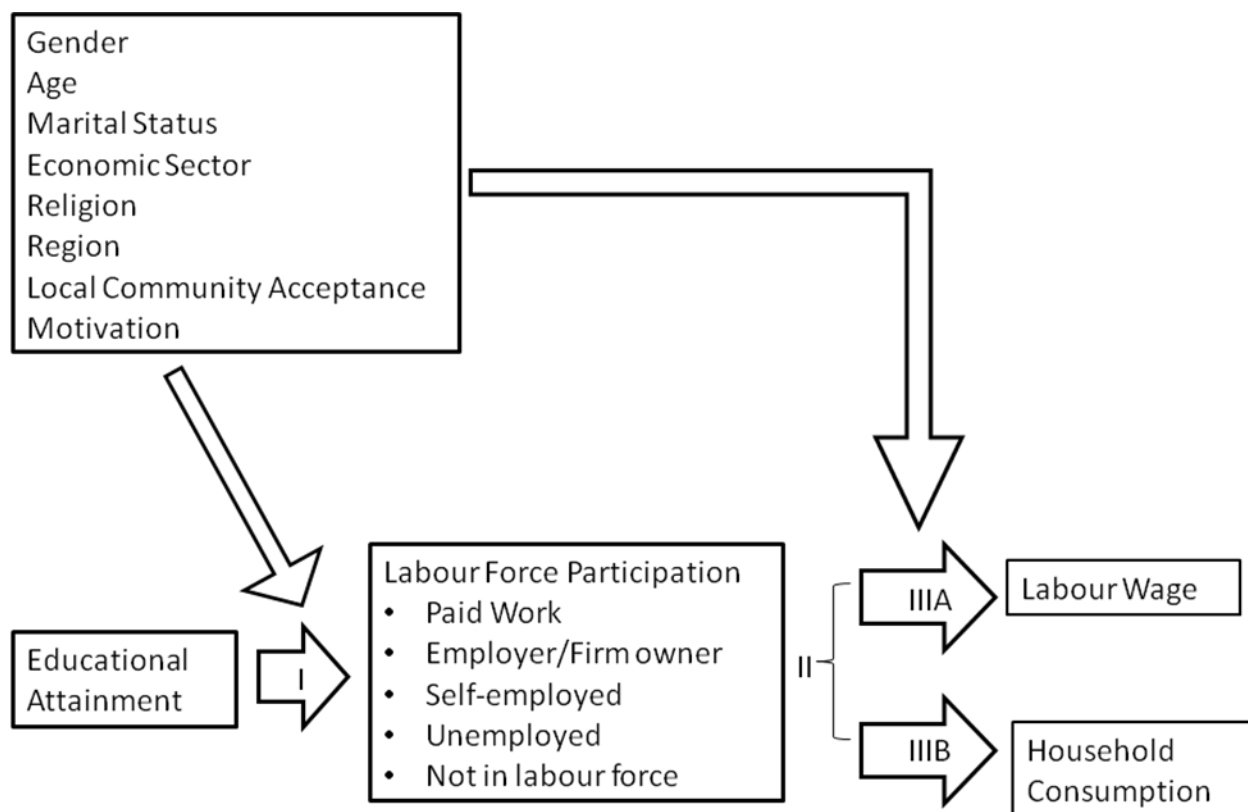 Gender
Age
Marital Status
Economic Sector
Religion
Region
Local Community Acceptance
Motivation
Educational
Attainment
I
Labour Force Participation
• Paid Work
• Employer/Firm owner
• Self-employed
• Unemployed
• Not in labour force
II
IIIA
Labour Wage
IIIB
Household
Consumption